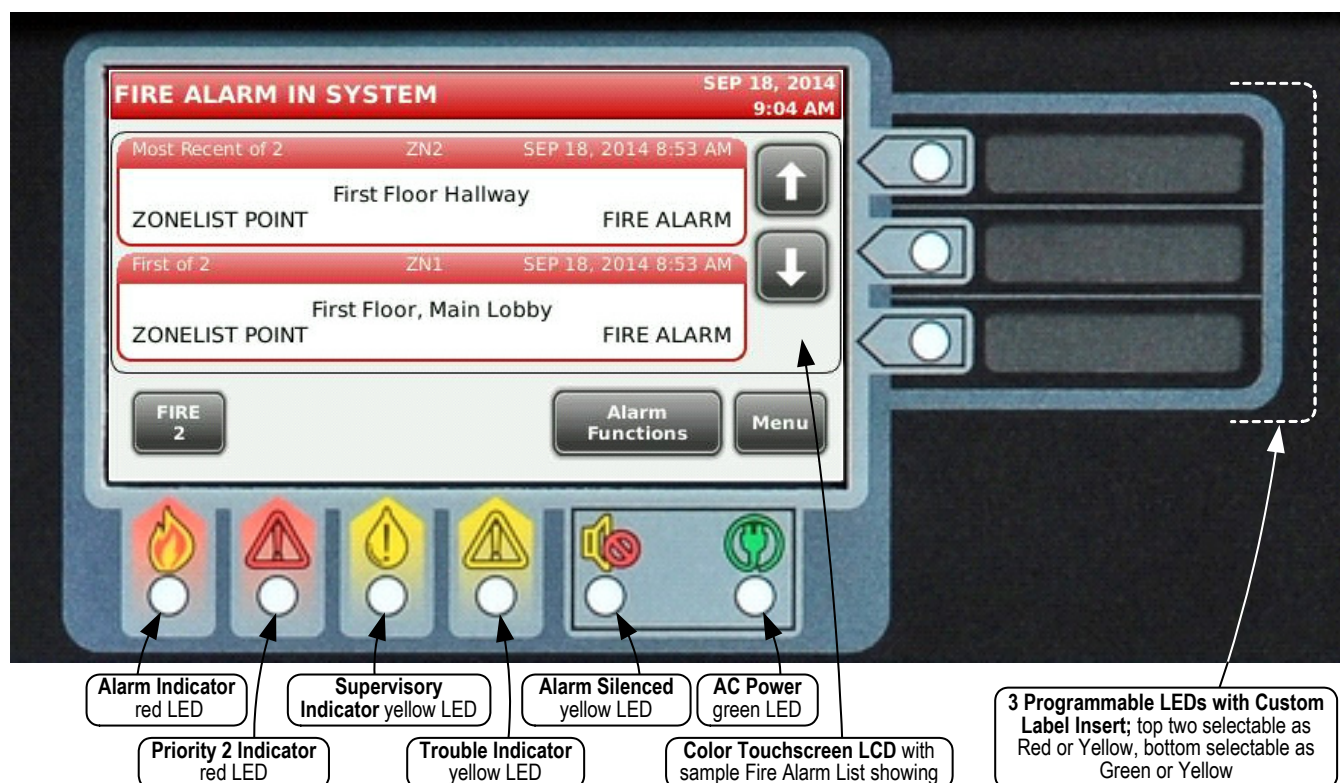 FIRE ALARM IN SYSTEM
SEP 18, 2014
9:04 AM
Most Recent of 2 ZN2 SEP 18, 2014 8:53 AM
First Floor Hallway
ZONELIST POINT FIRE ALARM
First of 2 ZN1 SEP 18, 2014 8:53 AM
First Floor, Main Lobby
ZONELIST POINT FIRE ALARM
FIRE
2
Alarm
Functions
Menu
Alarm Indicator
red LED
Supervisory
Indicator yellow LED
Alarm Silenced
yellow LED
AC Power
green LED
Priority 2 Indicator
red LED
Trouble Indicator
yellow LED
Color Touchscreen LCD with
sample Fire Alarm List showing
3 Programmable LEDs with Custom
Label Insert; top two selectable as
Red or Yellow, bottom selectable as
Green or Yellow